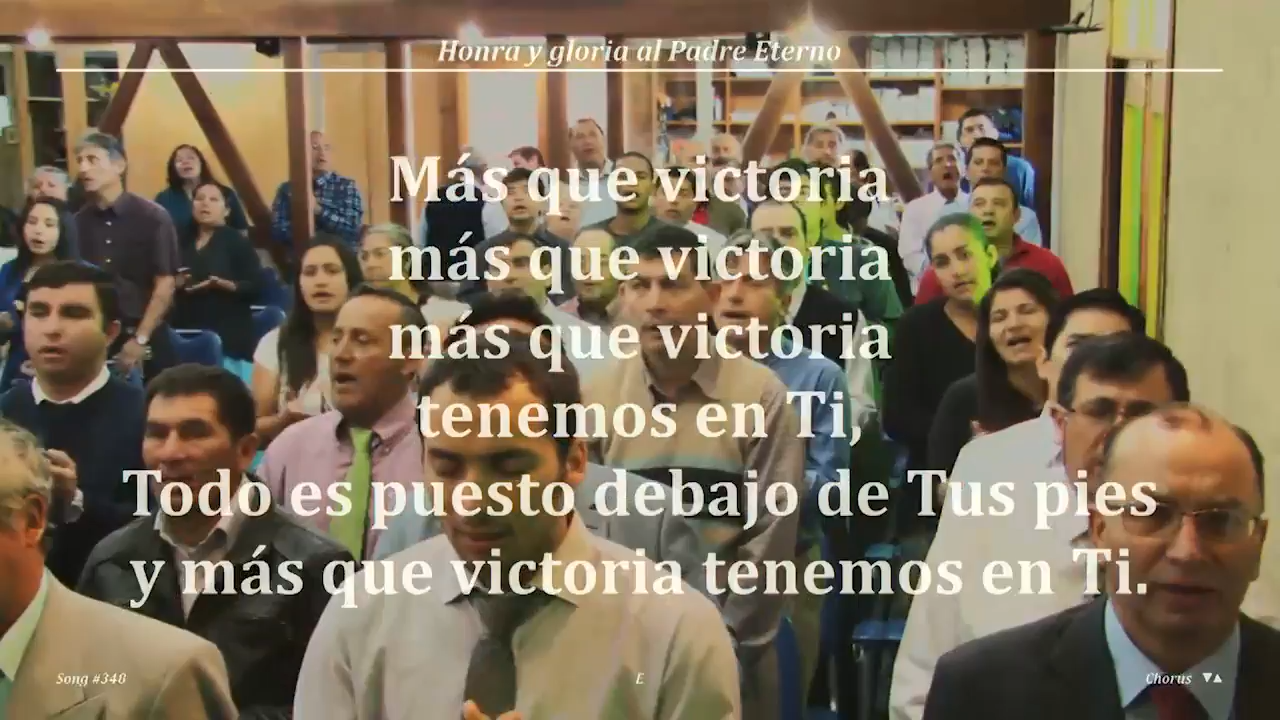 Honra y gloria al Padre Eterno
Más que victoria
más que victoria
más que victoria
tenemos en Ti,
Todo es puesto debajo de Tus pies
y más que victoria tenemos en Ti.
Song #348
E
Chorus ▼▲